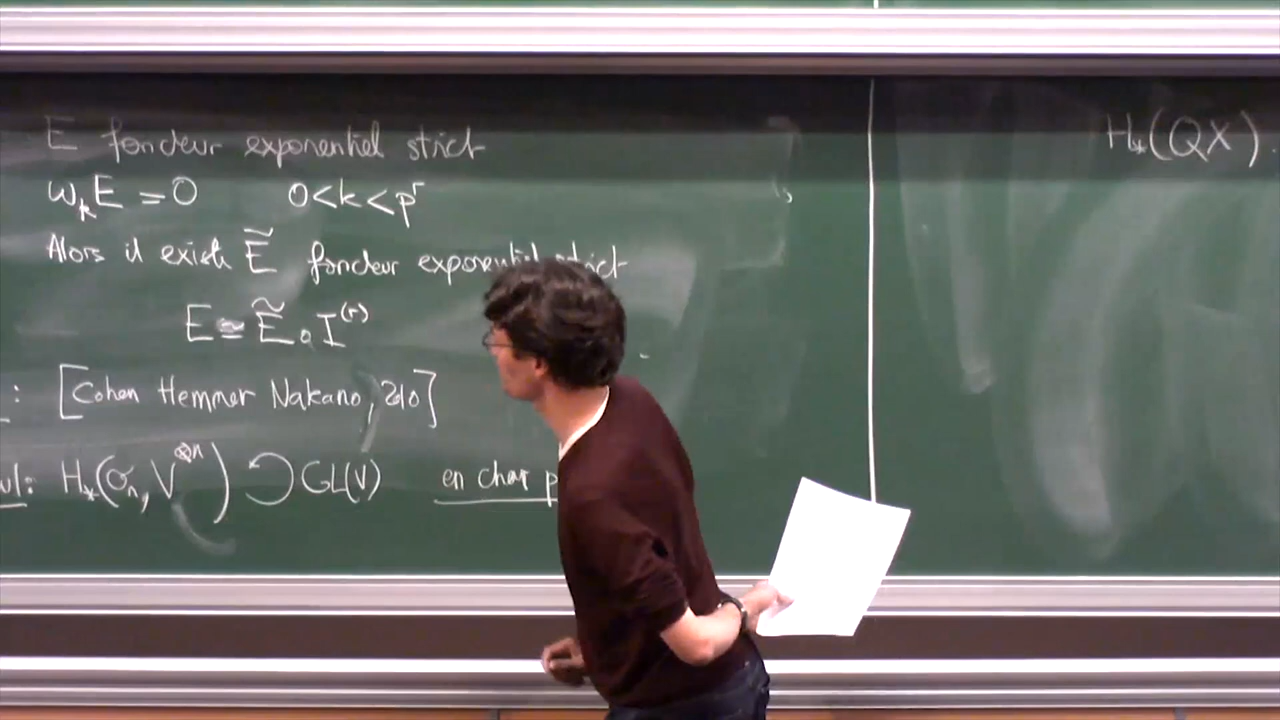 E foncteur exponentiel strict
ω_k E = 0 0<k<p^r
Alors il existe Ẽ foncteur exponentiel strict
E ≃ Ẽ ∘ I^(r)
: [Cohen Hemmer Nakano, 2010]
ul: H_*(σ_n, V^{⊗n}) ↺ GL(V) en char p
H_*(QX).